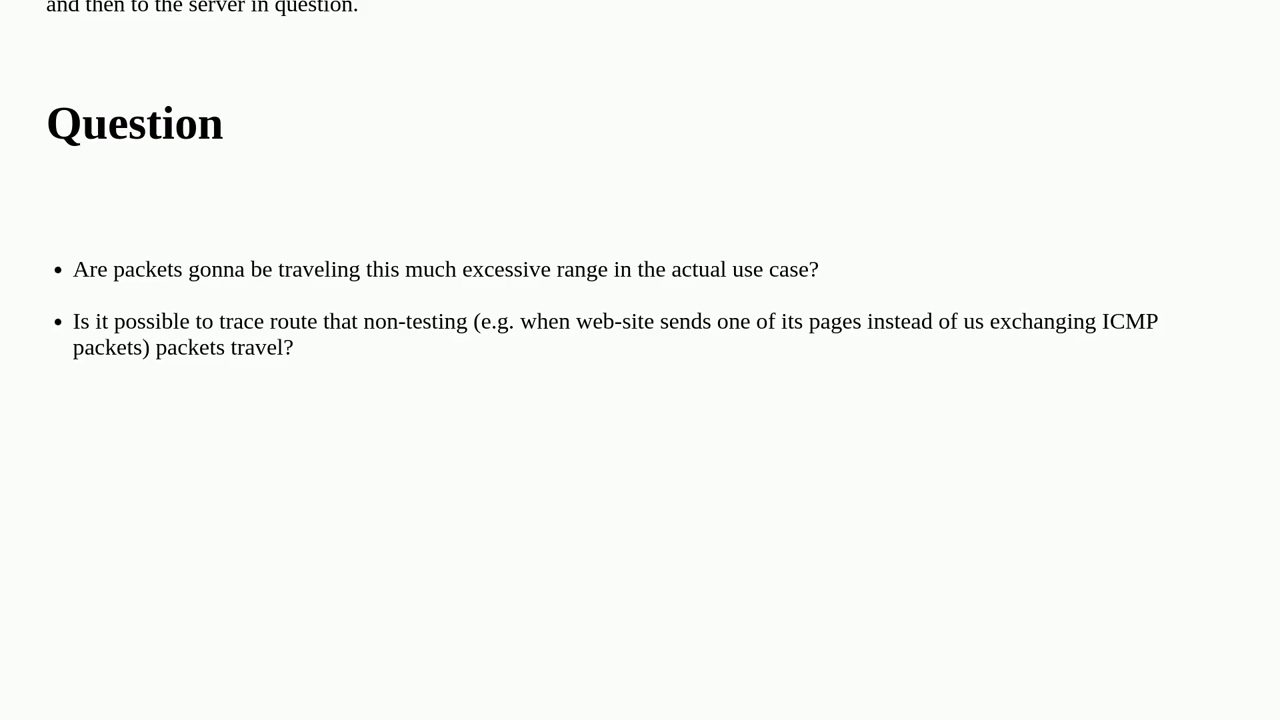 and then to the server in question.
Question
• Are packets gonna be traveling this much excessive range in the actual use case?
• Is it possible to trace route that non-testing (e.g. when web-site sends one of its pages instead of us exchanging ICMP
packets) packets travel?